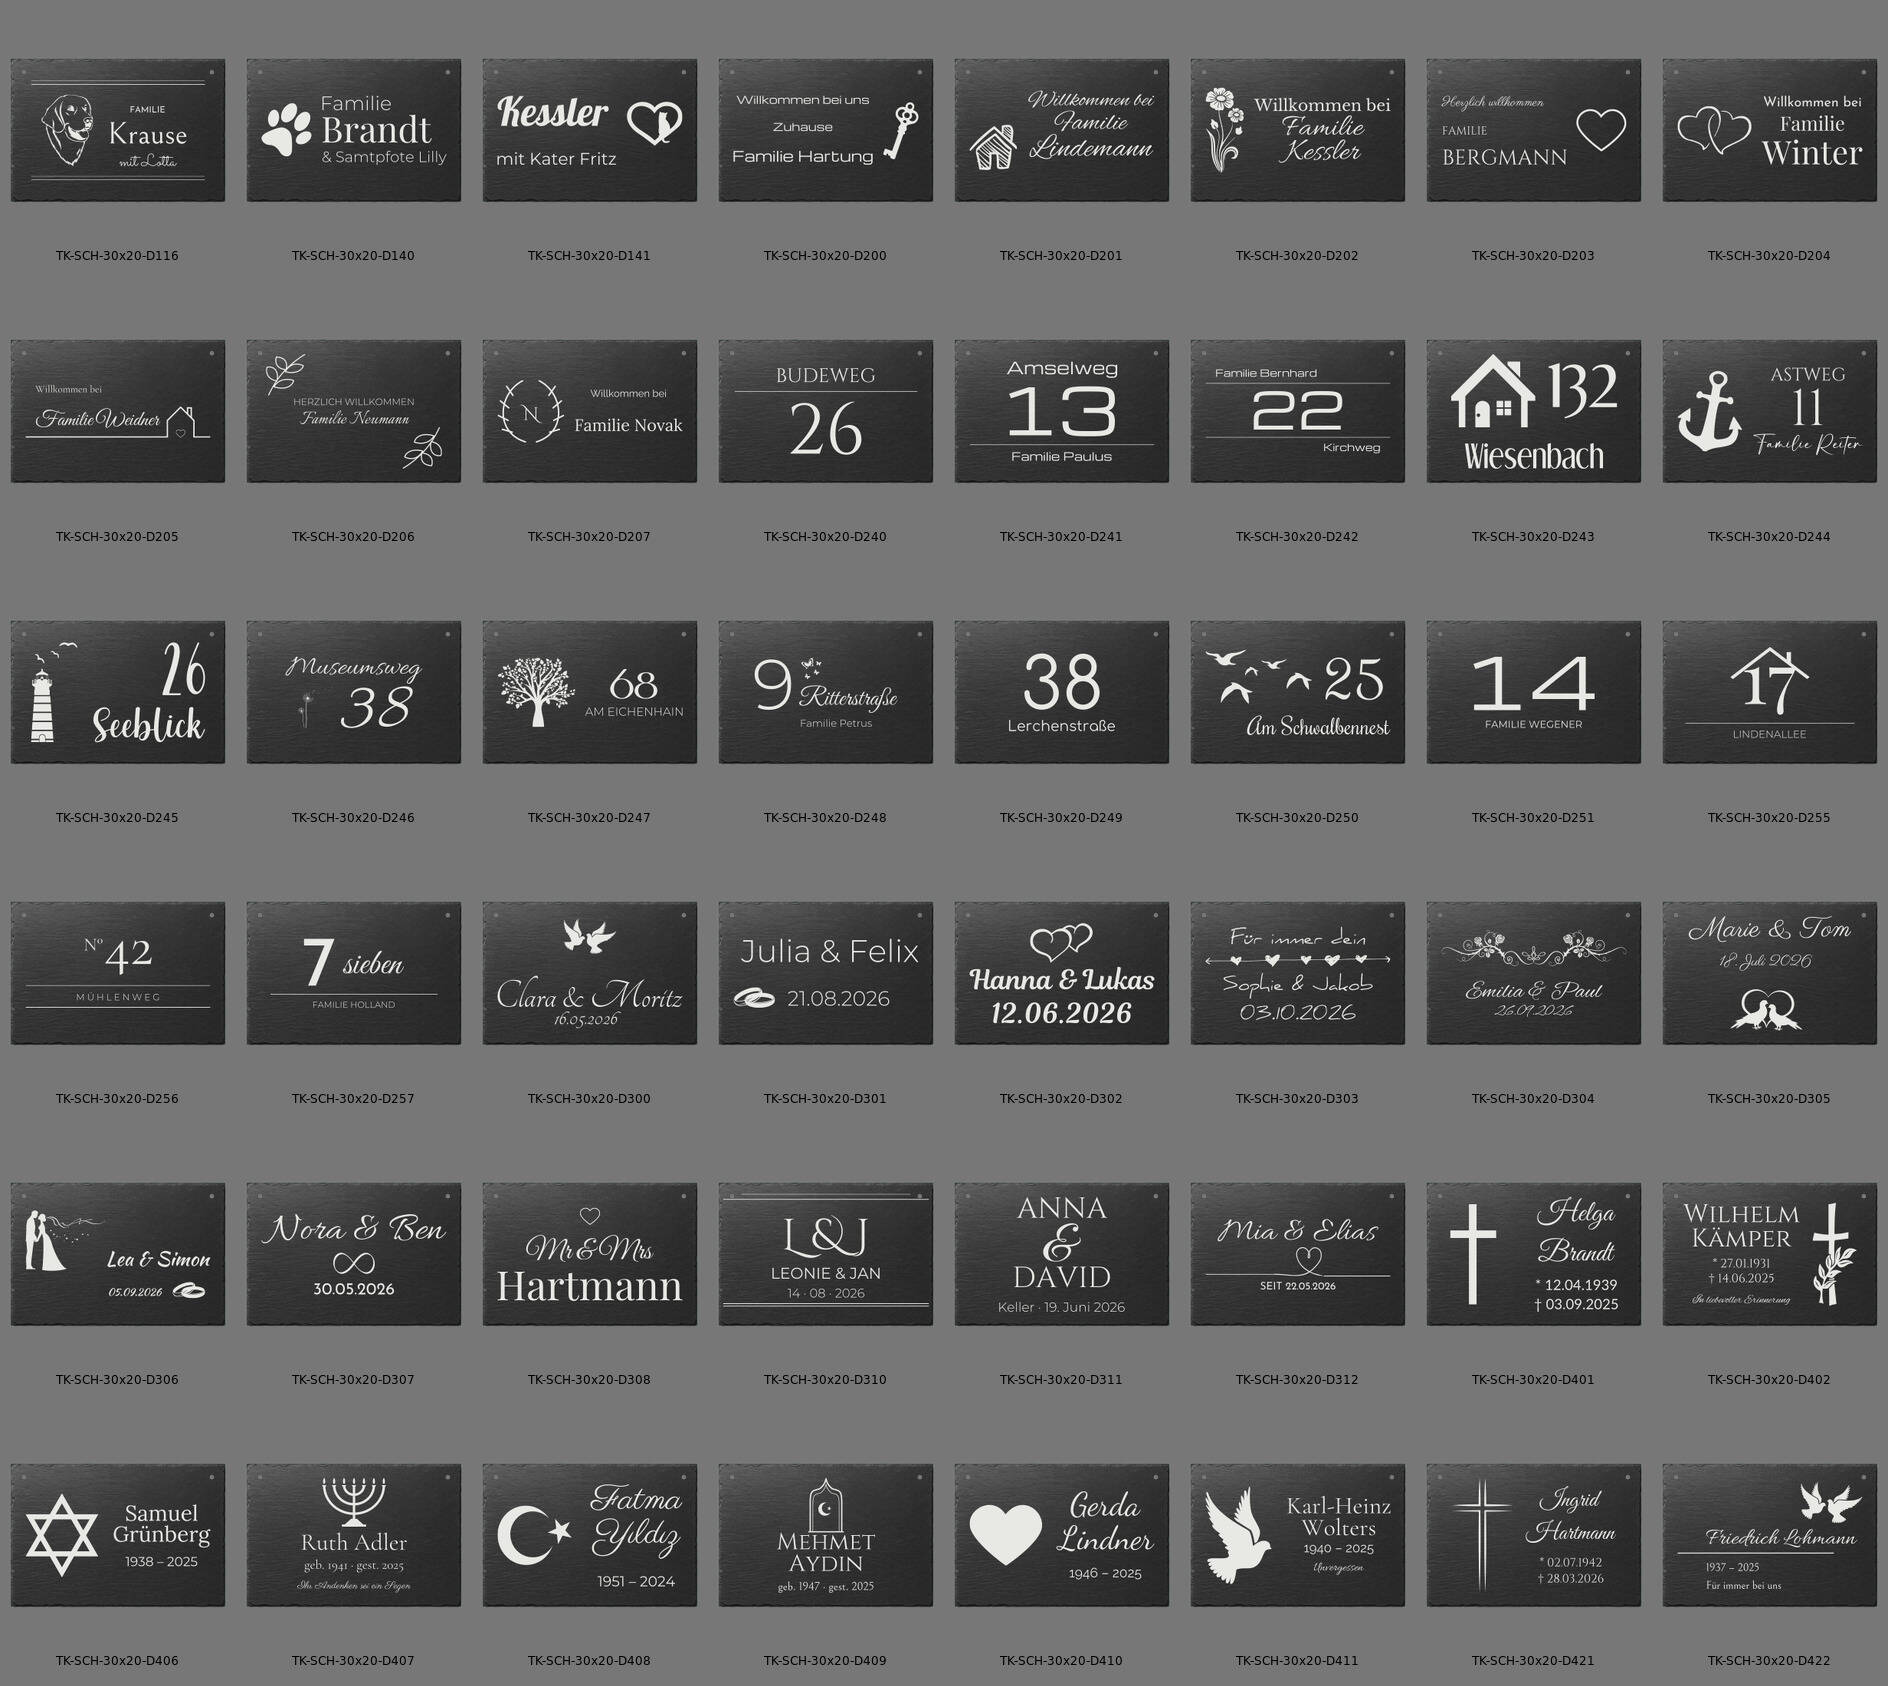 FAMILIE
Krause
mit Lotta
TK-SCH-30x20-D116
Familie
Brandt
& Samtpfote Lilly
TK-SCH-30x20-D140
Kessler
mit Kater Fritz
TK-SCH-30x20-D141
Willkommen bei uns
Zuhause
Familie Hartung
TK-SCH-30x20-D200
Willkommen bei
Familie
Lindemann
TK-SCH-30x20-D201
Willkommen bei
Familie
Kessler
TK-SCH-30x20-D202
Herzlich willkommen
FAMILIE
BERGMANN
TK-SCH-30x20-D203
Willkommen bei
Familie
Winter
TK-SCH-30x20-D204
Willkommen bei
Familie Weidner
TK-SCH-30x20-D205
HERZLICH WILLKOMMEN
Familie Neumann
TK-SCH-30x20-D206
N
Willkommen bei
Familie Novak
TK-SCH-30x20-D207
BUDEWEG
26
TK-SCH-30x20-D240
Amselweg
13
Familie Paulus
TK-SCH-30x20-D241
Familie Bernhard
22
Kirchweg
TK-SCH-30x20-D242
132
Wiesenbach
TK-SCH-30x20-D243
ASTWEG
11
Familie Reiter
TK-SCH-30x20-D244
26
Seeblick
TK-SCH-30x20-D245
Museumsweg
38
TK-SCH-30x20-D246
68
AM EICHENHAIN
TK-SCH-30x20-D247
9
Ritterstraße
Familie Petrus
TK-SCH-30x20-D248
38
Lerchenstraße
TK-SCH-30x20-D249
25
Am Schwalbennest
TK-SCH-30x20-D250
14
FAMILIE WEGENER
TK-SCH-30x20-D251
17
LINDENALLEE
TK-SCH-30x20-D255
Nº 42
MÜHLENWEG
TK-SCH-30x20-D256
7 sieben
FAMILIE HOLLAND
TK-SCH-30x20-D257
Clara & Moritz
16.05.2026
TK-SCH-30x20-D300
Julia & Felix
21.08.2026
TK-SCH-30x20-D301
Hanna & Lukas
12.06.2026
TK-SCH-30x20-D302
Für immer dein
Sophie & Jakob
03.10.2026
TK-SCH-30x20-D303
Emilia & Paul
26.09.2026
TK-SCH-30x20-D304
Marie & Tom
18. Juli 2026
TK-SCH-30x20-D305
Lea & Simon
05.09.2026
TK-SCH-30x20-D306
Nora & Ben
30.05.2026
TK-SCH-30x20-D307
Mr & Mrs
Hartmann
TK-SCH-30x20-D308
L&J
LEONIE & JAN
14 · 08 · 2026
TK-SCH-30x20-D310
ANNA
&
DAVID
Keller · 19. Juni 2026
TK-SCH-30x20-D311
Mia & Elias
SEIT 22.05.2026
TK-SCH-30x20-D312
Helga
Brandt
* 12.04.1939
† 03.09.2025
TK-SCH-30x20-D401
WILHELM
KÄMPER
* 27.01.1931
† 14.06.2025
In liebevoller Erinnerung
TK-SCH-30x20-D402
Samuel
Grünberg
1938 – 2025
TK-SCH-30x20-D406
Ruth Adler
geb. 1941 · gest. 2025
Ihr Andenken sei ein Segen
TK-SCH-30x20-D407
Fatma
Yıldız
1951 – 2024
TK-SCH-30x20-D408
MEHMET
AYDIN
geb. 1947 · gest. 2025
TK-SCH-30x20-D409
Gerda
Lindner
1946 – 2025
TK-SCH-30x20-D410
Karl-Heinz
Wolters
1940 – 2025
Unvergessen
TK-SCH-30x20-D411
Ingrid
Hartmann
* 02.07.1942
† 28.03.2026
TK-SCH-30x20-D421
Friedrich Lohmann
1937 – 2025
Für immer bei uns
TK-SCH-30x20-D422